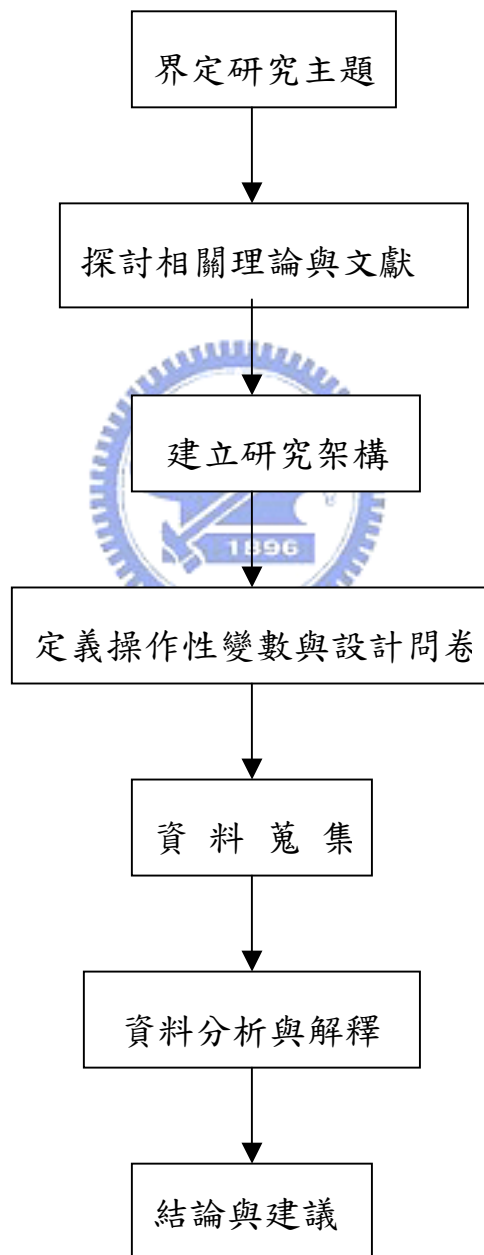 界定研究主題
探討相關理論與文獻
建立研究架構
1896
定義操作性變數與設計問卷
資 料 蒐 集
資料分析與解釋
結論與建議